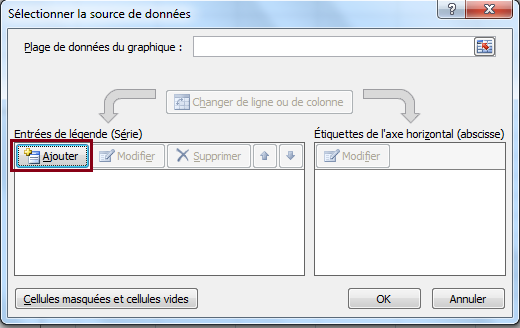 Sélectionner la source de données
Plage de données du graphique :
Changer de ligne ou de colonne
Entrées de légende (Série)
Étiquettes de l'axe horizontal (abscisse)
Ajouter Modifier Supprimer Modifier
Cellules masquées et cellules vides OK Annuler